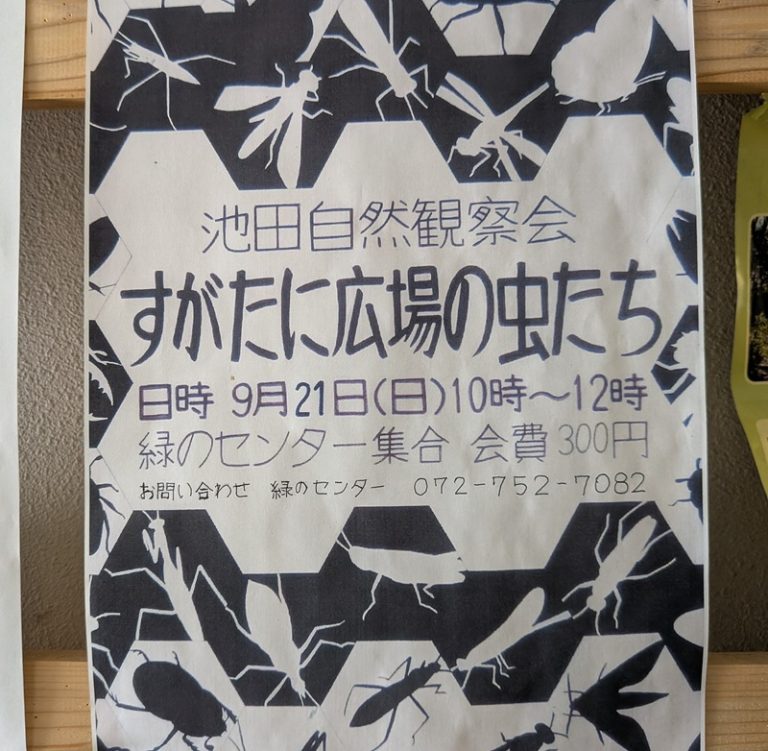 池田自然観察会
すがたに広場の虫たち
日時 9月21日(日)10時〜12時
緑のセンター集合 会費300円
お問い合わせ 緑のセンター 072-752-7082